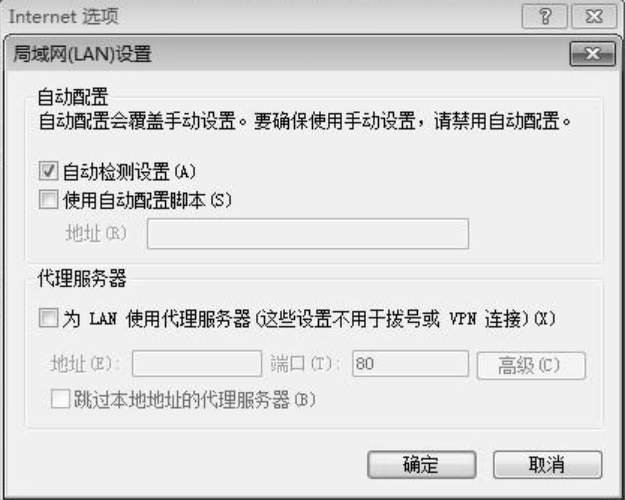 Internet 选项
局域网(LAN)设置
自动配置
自动配置会覆盖手动设置。要确保使用手动设置，请禁用自动配置。
自动检测设置(A)
使用自动配置脚本(S)
地址(R)
代理服务器
为 LAN 使用代理服务器(这些设置不用于拨号或 VPN 连接)(X)
地址(E): 端口(T): 80 高级(C)
跳过本地地址的代理服务器(B)
确定 取消